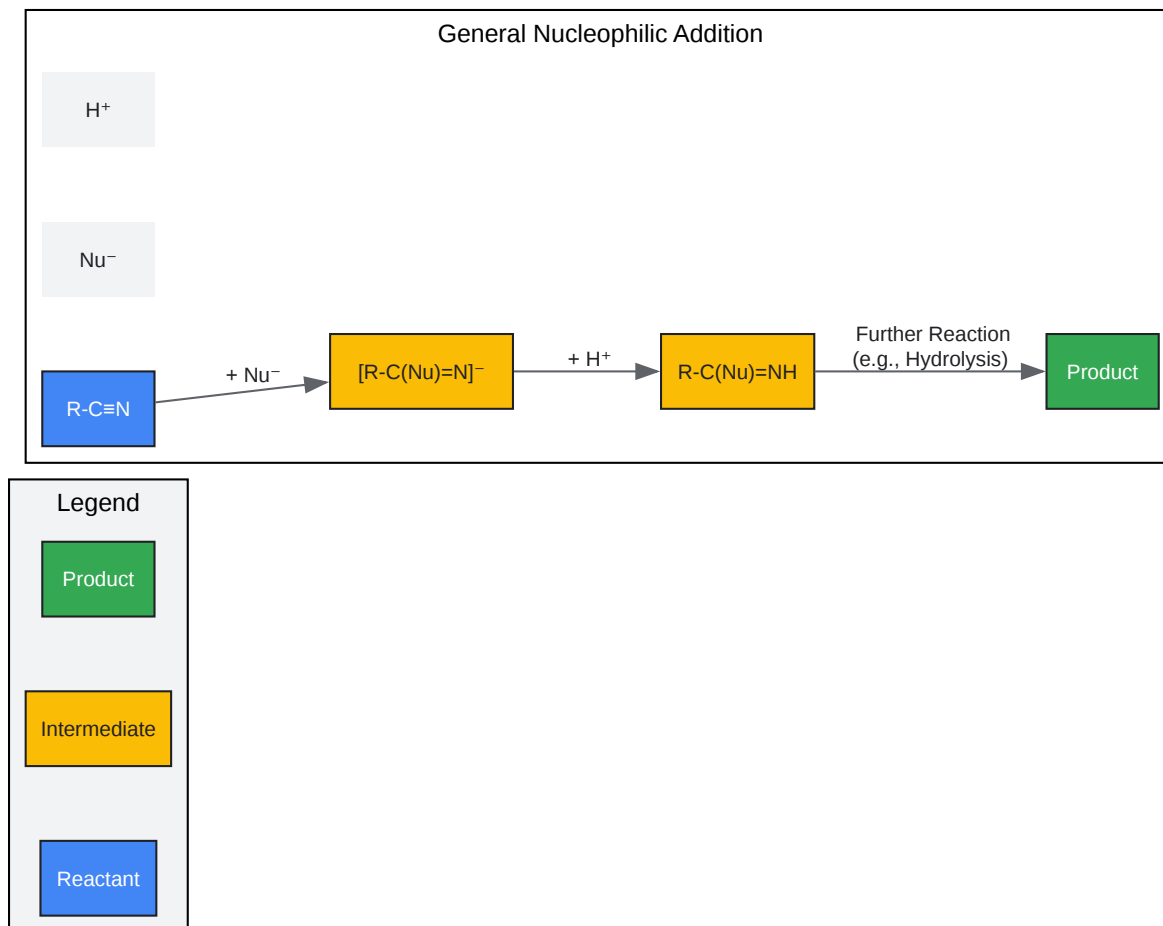 General Nucleophilic Addition
H⁺
Nu⁻
R-C≡N
+ Nu⁻
[R-C(Nu)=N]⁻
+ H⁺
R-C(Nu)=NH
Further Reaction
(e.g., Hydrolysis)
Product
Legend
Product
Intermediate
Reactant